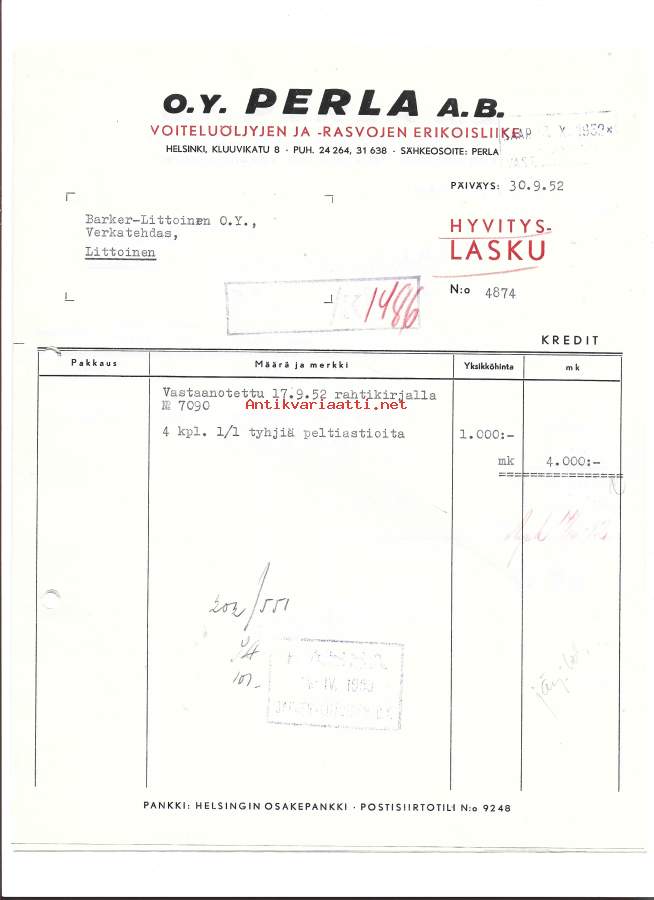 O.Y. PERLA A.B.
VOITELUÖLJYJEN JA -RASVOJEN ERIKOISLIIKE
HELSINKI, KLUUVIKATU 8 · PUH. 24 264, 31 638 · SÄHKEOSOITE: PERLA
PÄIVÄYS: 30.9.52
Barker-Littoinen O.Y.,
Verkatehdas,
Littoinen
HYVITYS-
LASKU
N:o 4874
1486
KREDIT
Pakkaus Määrä ja merkki Yksikköhinta mk
Vastaanotettu 17.9.52 rahtikirjalla
№ 7090
Antikvariaatti.net
4 kpl. 1/1 tyhjiä peltiastioita 1.000:-
mk 4.000:-
202/551
PANKKI: HELSINGIN OSAKEPANKKI · POSTISIIRTOTILI N:o 9248